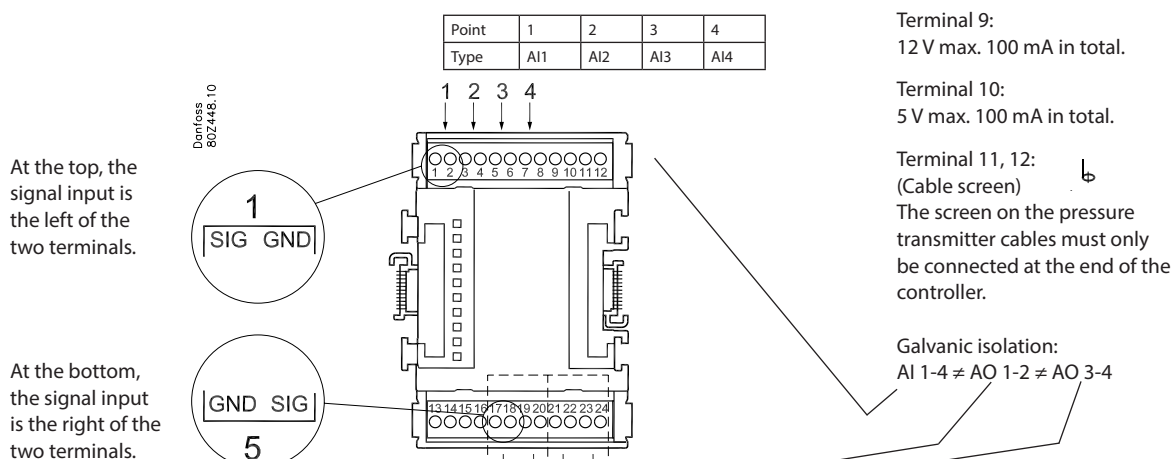 Point 1 2 3 4
Type AI1 AI2 AI3 AI4
1 2 3 4
Danfoss
80Z448.10
At the top, the
signal input is
the left of the
two terminals.
1
SIG GND
1 2 3 4 5 6 7 8 9 10 11 12
At the bottom,
the signal input
is the right of the
two terminals.
GND SIG
5
13 14 15 16 17 18 19 20 21 22 23 24
Terminal 9:
12 V max. 100 mA in total.
Terminal 10:
5 V max. 100 mA in total.
Terminal 11, 12:
(Cable screen)
The screen on the pressure
transmitter cables must only
be connected at the end of the
controller.
Galvanic isolation:
AI 1-4 ≠ AO 1-2 ≠ AO 3-4